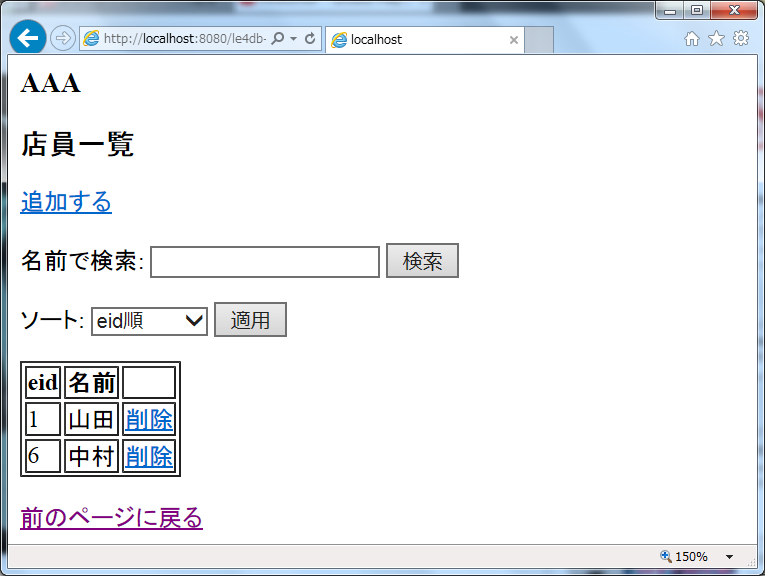 http://localhost:8080/le4db-
localhost
AAA
店員一覧
追加する
名前で検索: 検索
ソート: eid順 適用
eid 名前
1 山田 削除
6 中村 削除
前のページに戻る
150%